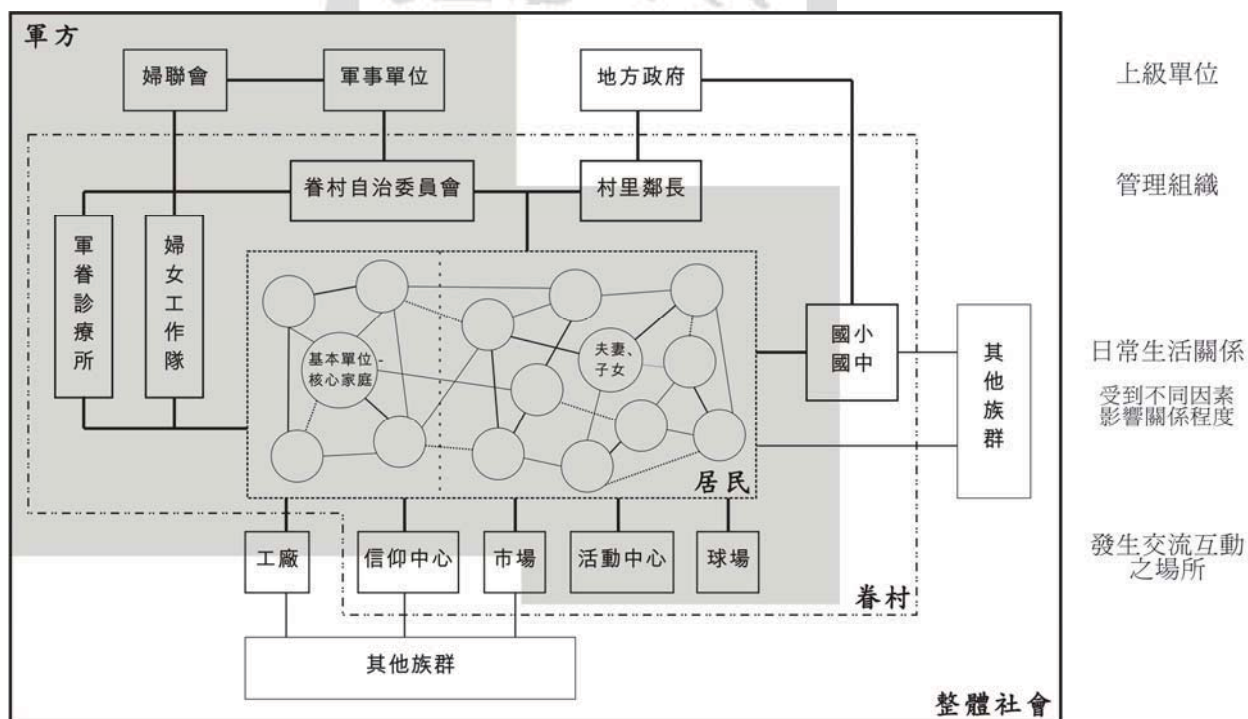 軍方
婦聯會
軍事單位
地方政府
上級單位
眷村自治委員會
村里鄰長
管理組織
軍眷診療所
婦女工作隊
基本單位-
核心家庭
夫妻、
子女
居民
國小
國中
其他族群
日常生活關係
受到不同因素
影響關係程度
工廠
信仰中心
市場
活動中心
球場
發生交流互動
之場所
眷村
其他族群
整體社會